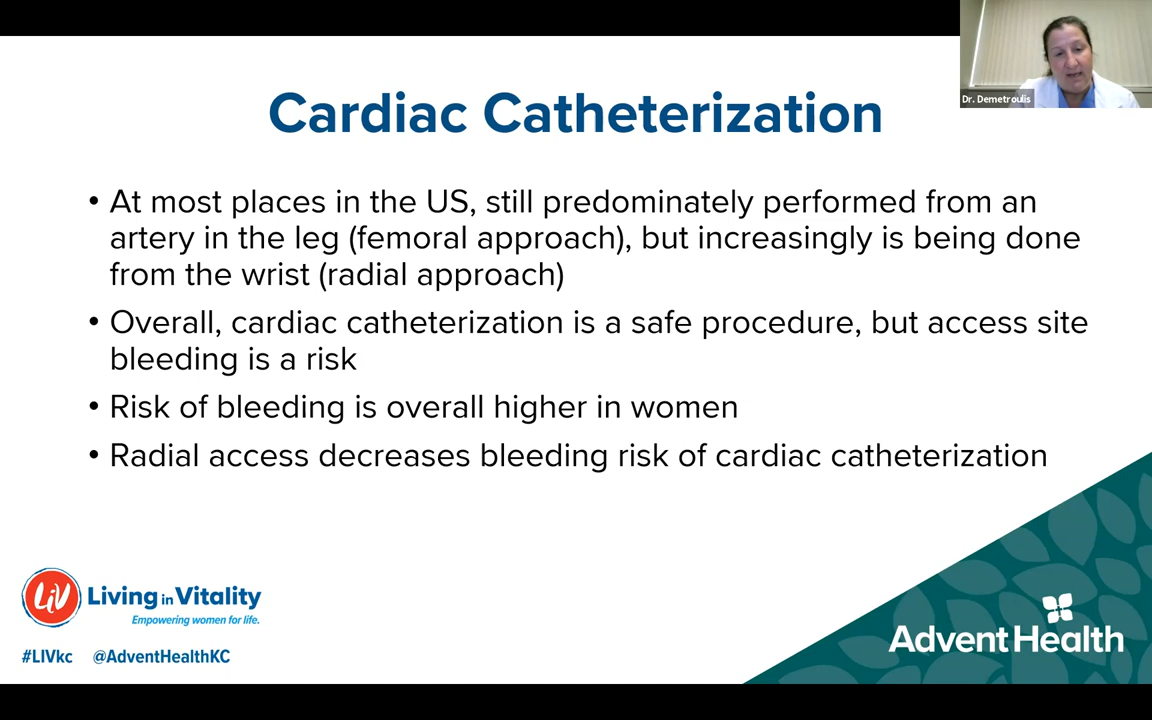 Cardiac Catheterization
Dr. Demetroulis
• At most places in the US, still predominately performed from an
artery in the leg (femoral approach), but increasingly is being done
from the wrist (radial approach)
• Overall, cardiac catheterization is a safe procedure, but access site
bleeding is a risk
• Risk of bleeding is overall higher in women
• Radial access decreases bleeding risk of cardiac catheterization
LiV
Living in Vitality
Empowering women for life.
#LIVkc @AdventHealthKC
Advent Health